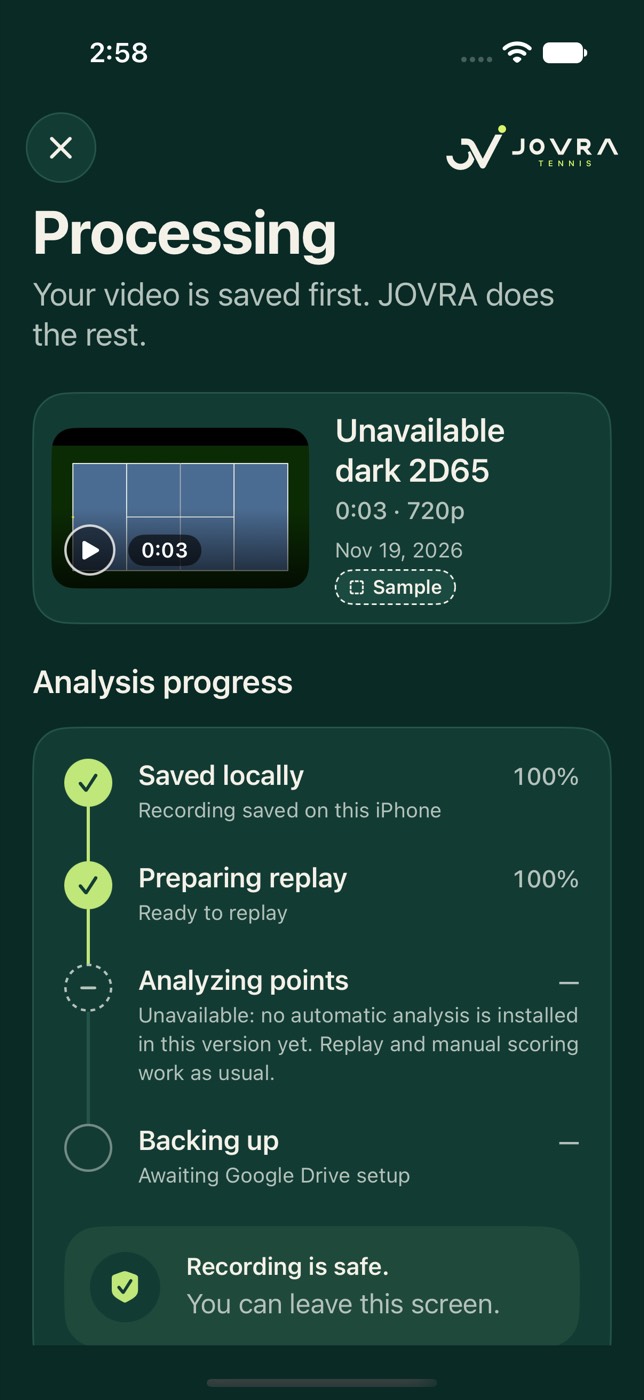 2:58
JOVRA
TENNIS
Processing
Your video is saved first. JOVRA does
the rest.
Unavailable
dark 2D65
0:03 · 720p
Nov 19, 2026
Sample
0:03
Analysis progress
Saved locally 100%
Recording saved on this iPhone
Preparing replay 100%
Ready to replay
Analyzing points —
Unavailable: no automatic analysis is installed
in this version yet. Replay and manual scoring
work as usual.
Backing up —
Awaiting Google Drive setup
Recording is safe.
You can leave this screen.